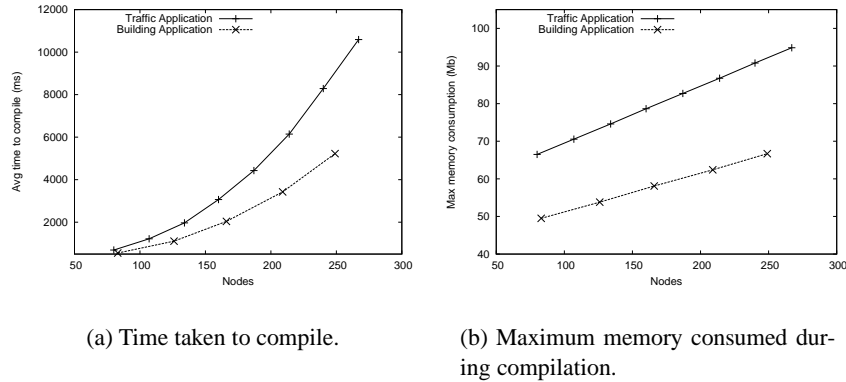 12000
10000
8000
6000
4000
2000
50 100 150 200 250 300
Avg time to compile (ms)
Nodes
Traffic Application
Building Application
100
90
80
70
60
50
40
50 100 150 200 250 300
Max memory consumption (Mb)
Nodes
Traffic Application
Building Application
(a) Time taken to compile.
(b) Maximum memory consumed dur-
ing compilation.